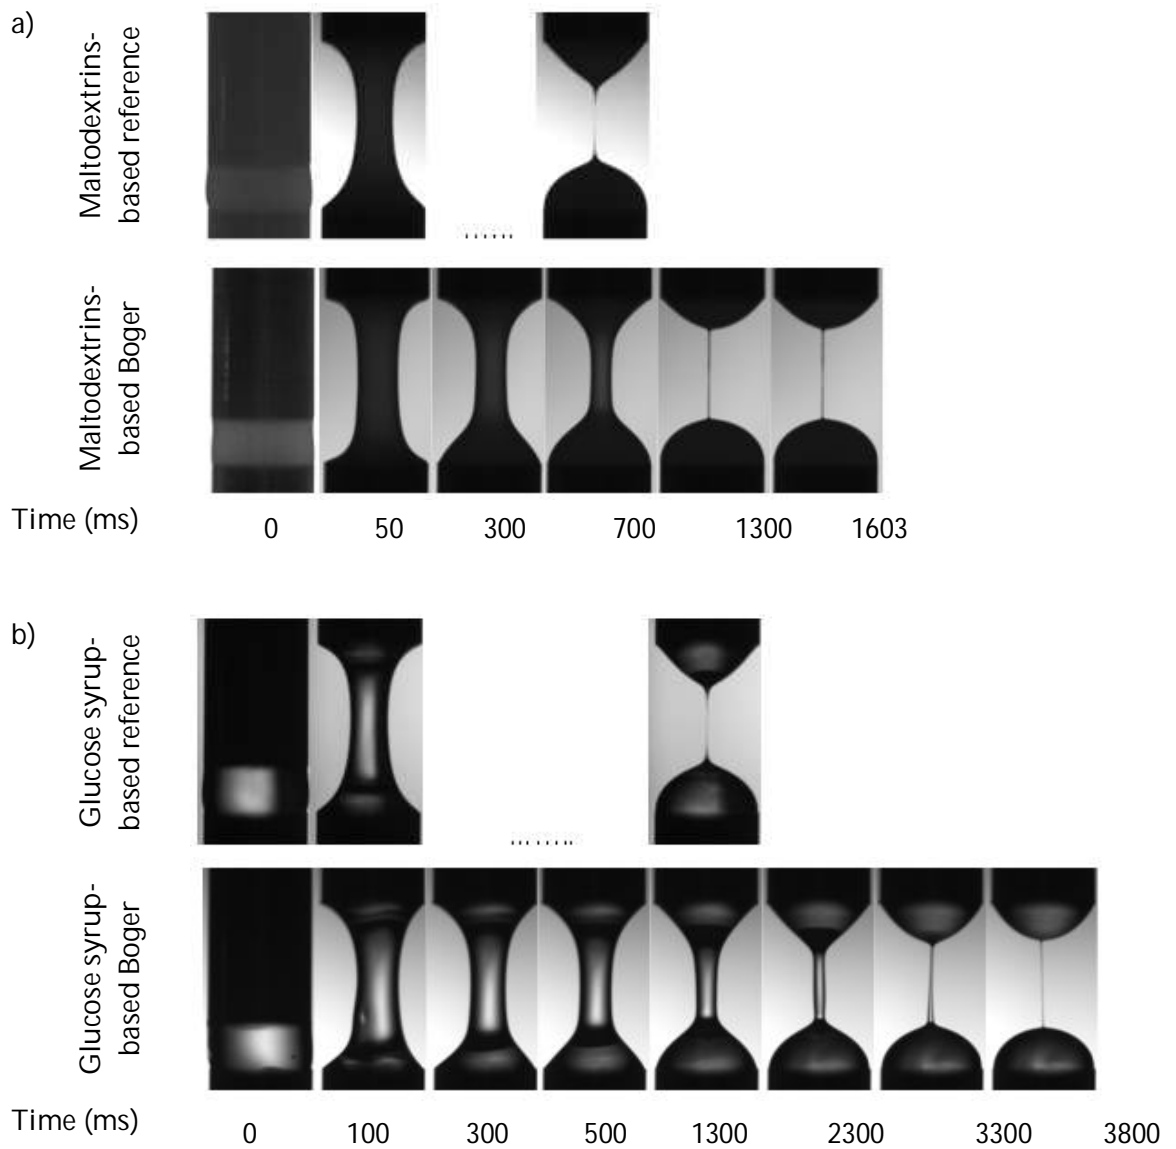 a)
Maltodextrins-
based reference
Maltodextrins-
based Boger
Time (ms)
0 50 300 700 1300 1603
b)
Glucose syrup-
based reference
Glucose syrup-
based Boger
Time (ms)
0 100 300 500 1300 2300 3300 3800